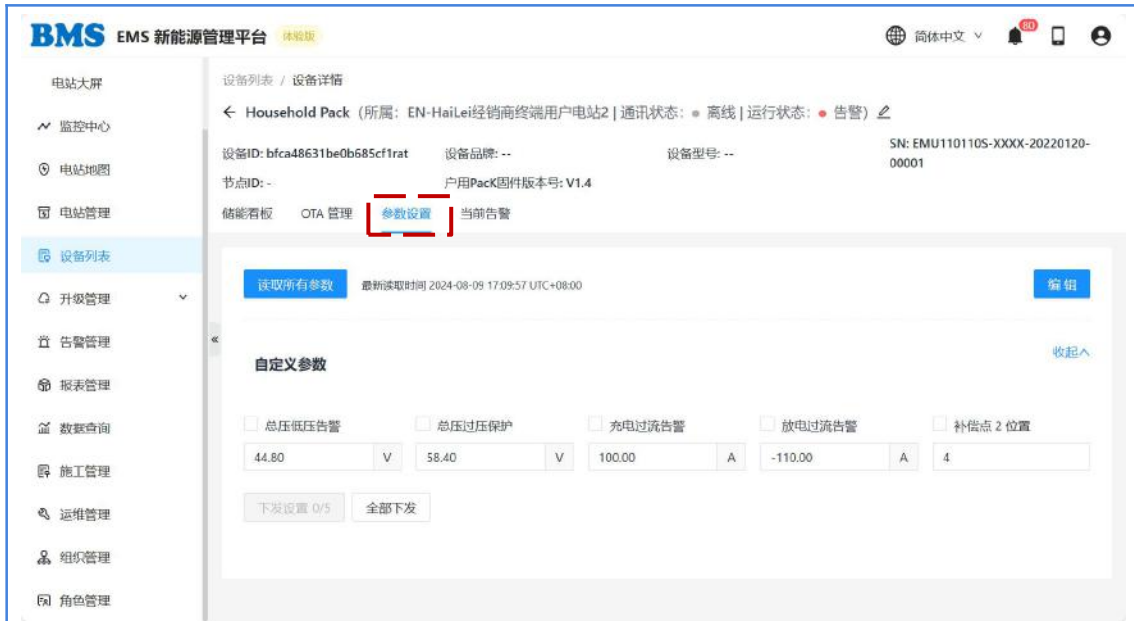 BMS EMS 新能源管理平台 体验版 简体中文 80
电站大屏
监控中心
电站地图
电站管理
设备列表
升级管理
告警管理
报表管理
数据查询
施工管理
运维管理
组织管理
角色管理
设备列表 / 设备详情
Household Pack (所属: EN-HaiLei经销商终端用户电站2 | 通讯状态: 离线 | 运行状态: 告警)
设备ID: bfca48631be0b685cf1rat 设备品牌: -- 设备型号: -- SN: EMU110110S-XXXX-20220120-
00001
节点ID: - 户用PacK固件版本号: V1.4
储能看板 OTA 管理 参数设置 当前告警
读取所有参数 最新读取时间 2024-08-09 17:09:57 UTC+08:00 编辑
自定义参数 收起
总压低压告警 总压过压保护 充电过流告警 放电过流告警 补偿点 2 位置
44.80 V 58.40 V 100.00 A -110.00 A 4
下发设置 0/5 全部下发